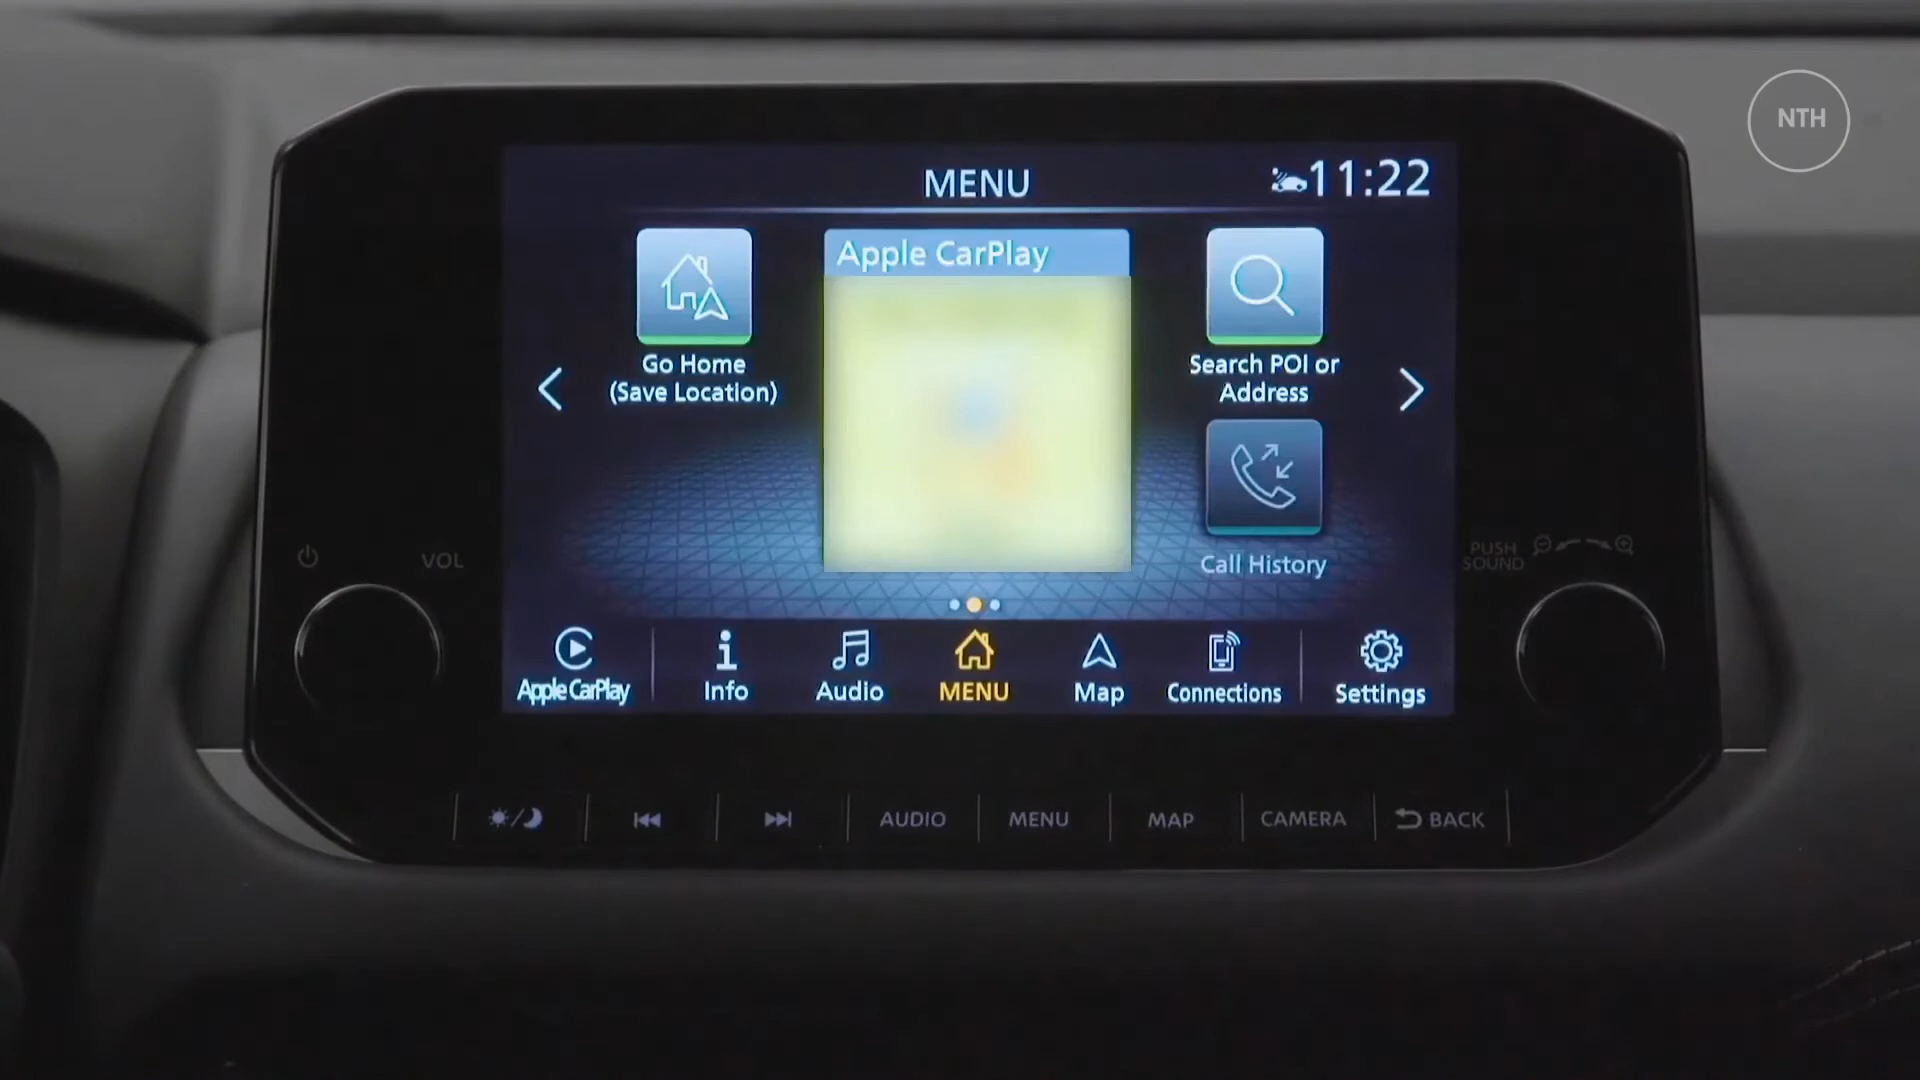 NTH
MENU
11:22
Apple CarPlay
Go Home
(Save Location)
Search POI or
Address
Call History
VOL
PUSH
SOUND
Apple CarPlay
Info
Audio
MENU
Map
Connections
Settings
AUDIO
MENU
MAP
CAMERA
BACK